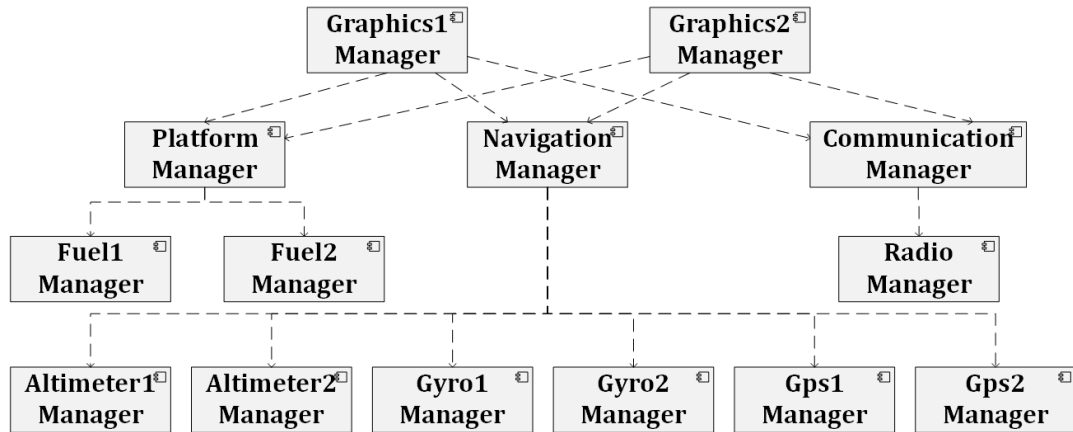 Graphics1
Manager
Graphics2
Manager
Platform
Manager
Navigation
Manager
Communication
Manager
Fuel1
Manager
Fuel2
Manager
Radio
Manager
Altimeter1
Manager
Altimeter2
Manager
Gyro1
Manager
Gyro2
Manager
Gps1
Manager
Gps2
Manager